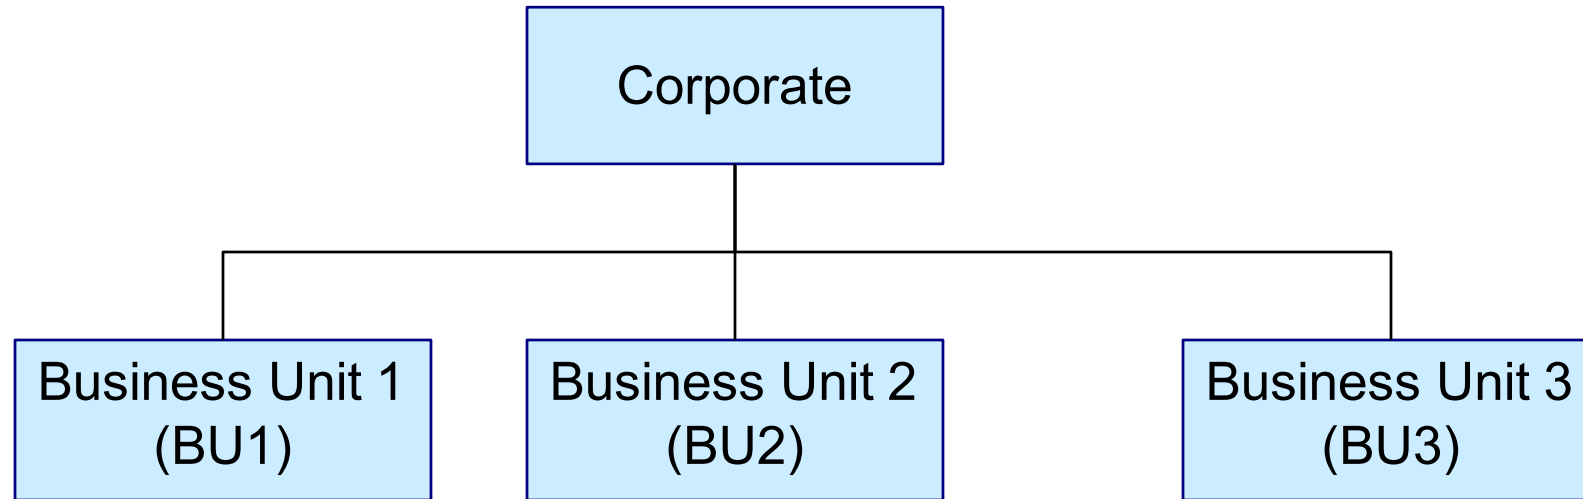 Corporate
Business Unit 1
(BU1)
Business Unit 2
(BU2)
Business Unit 3
(BU3)